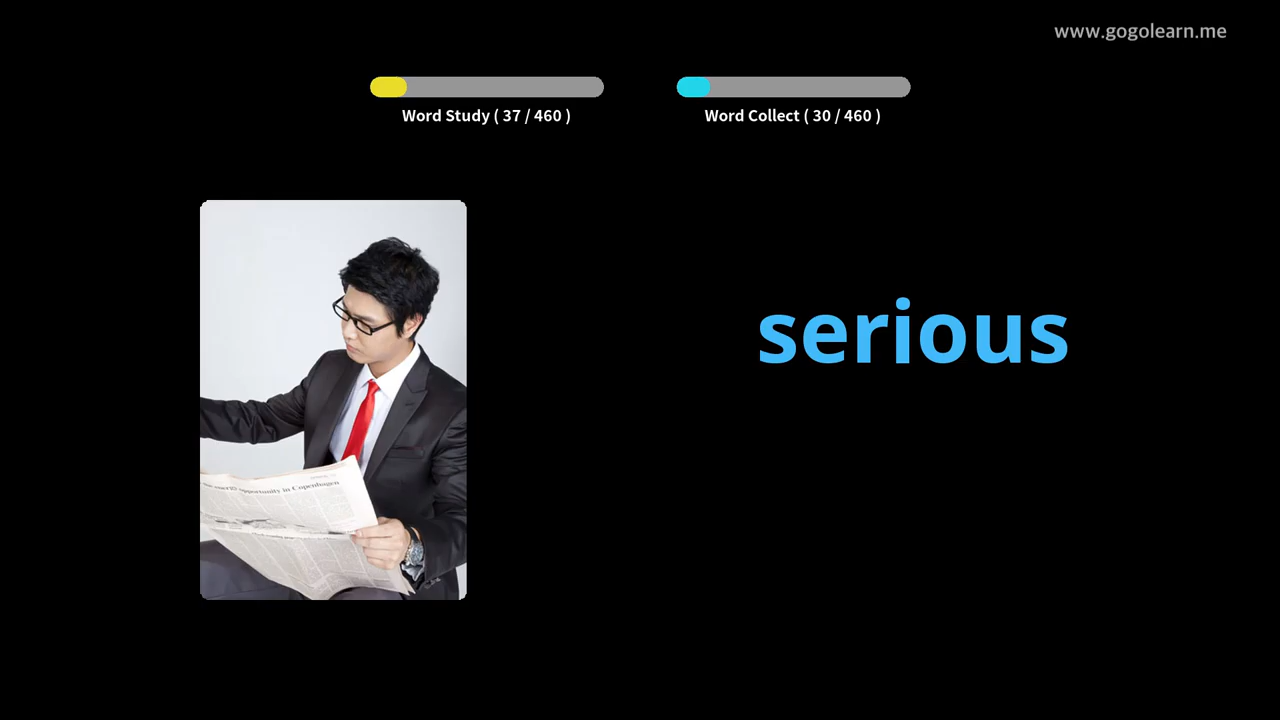 www.gogolearn.me
Word Study ( 37 / 460 )
Word Collect ( 30 / 460 )
serious
opportunity in Copenhagen